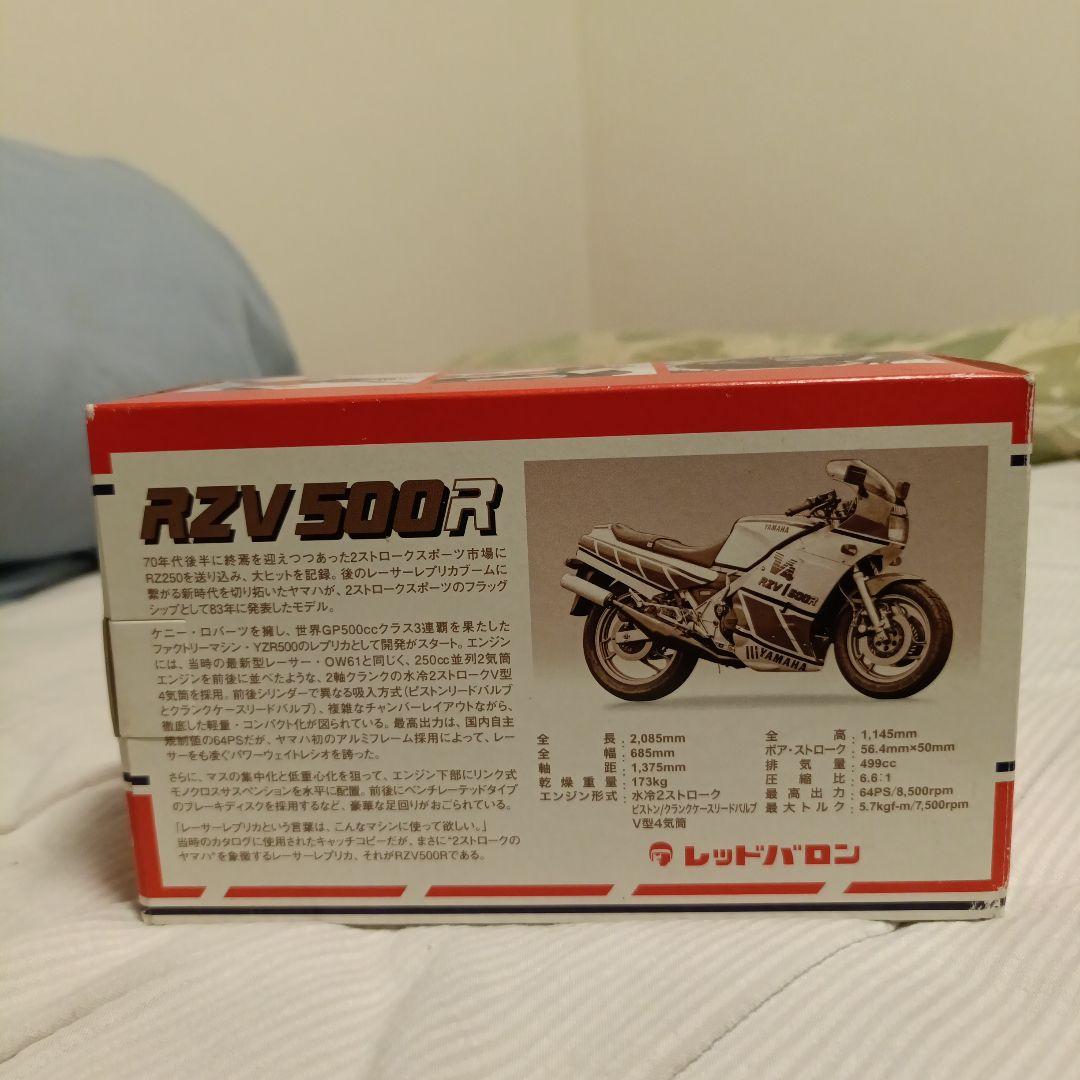 RZV500R
70年代後半に終焉を迎えつつあった2ストロークスポーツ市場に
RZ250を送り込み、大ヒットを記録。後のレーサーレプリカブームに
繋がる新時代を切り拓いたヤマハが、2ストロークスポーツのフラッグ
シップとして83年に発表したモデル。
ケニー・ロバーツを擁し、世界GP500ccクラス3連覇を果たした
ファクトリーマシン・YZR500のレプリカとして開発がスタート。エンジン
には、当時の最新型レーサー・OW61と同じく、250cc並列2気筒
エンジンを前後に並べたような、2軸クランクの水冷2ストロークV型
4気筒を採用。前後シリンダーで異なる吸入方式(ピストンリードバルブ
とクランクケースリードバルブ)、複雑なチャンバーレイアウトながら、
徹底した軽量・コンパクト化が図られている。最高出力は、国内自主
規制値の64PSだが、ヤマハ初のアルミフレーム採用によって、レー
サーをも凌ぐパワーウェイトレシオを誇った。
さらに、マスの集中化と低重心化を狙って、エンジン下部にリンク式
モノクロスサスペンションを水平に配置。前後にベンチレーテッドタイプ
のブレーキディスクを採用するなど、豪華な足回りがおごられている。
「レーサーレプリカという言葉は、こんなマシンに使って欲しい。」
当時のカタログに使用されたキャッチコピーだが、まさに"2ストロークの
ヤマハ"を象徴するレーサーレプリカ、それがRZV500Rである。
YAMAHA
RZV500R
YAMAHA
全長:2,085mm
全幅:685mm
軸距:1,375mm
乾燥重量:173kg
エンジン形式:水冷2ストローク
ピストン/クランクケースリードバルブ
V型4気筒
全高:1,145mm
ボア・ストローク:56.4mm×50mm
排気量:499cc
圧縮比:6.6:1
最高出力:64PS/8,500rpm
最大トルク:5.7kgf-m/7,500rpm
レッドバロン